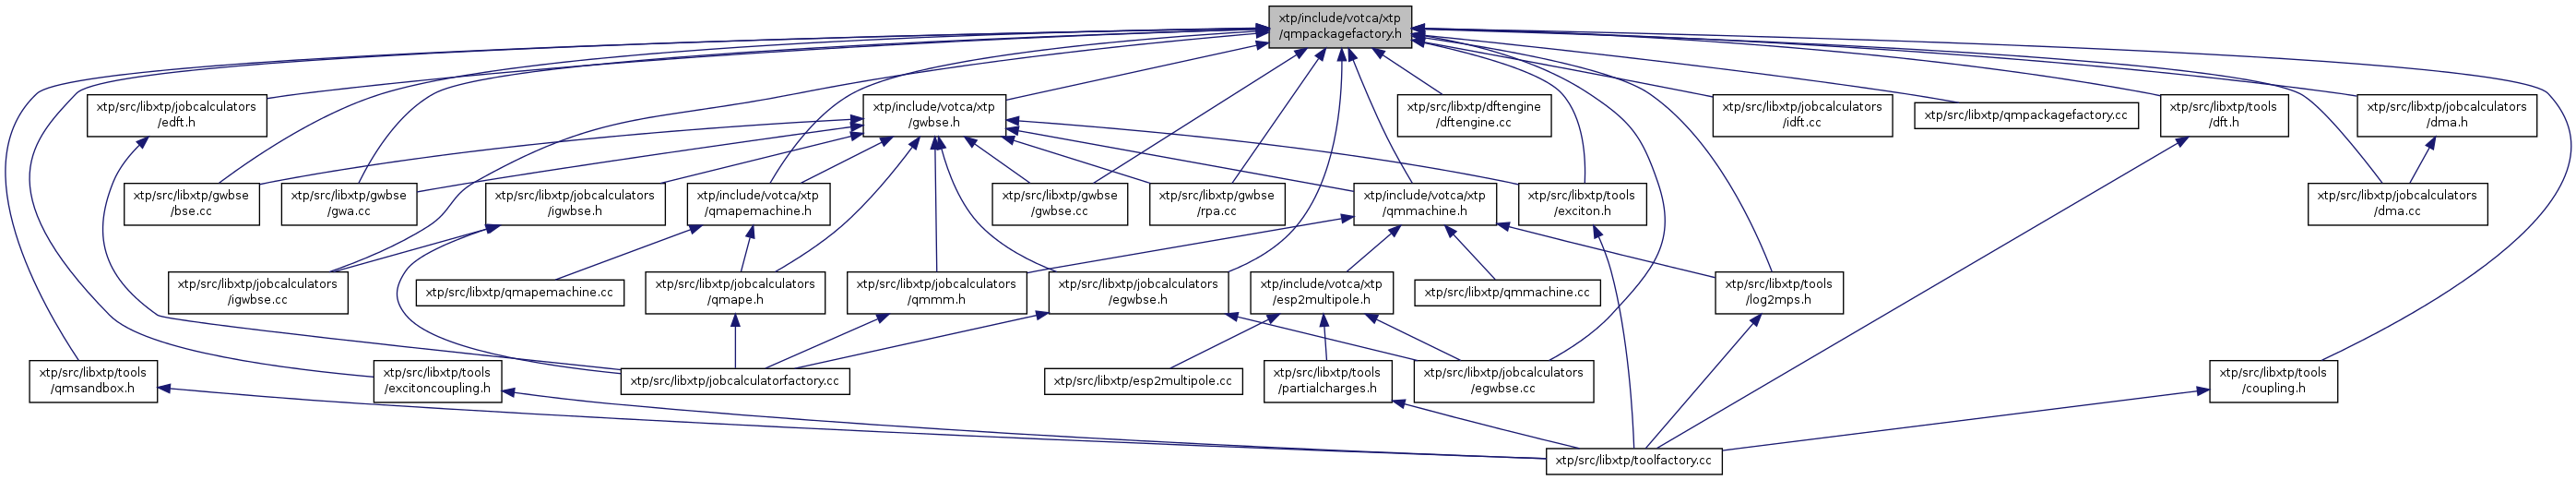 xtp/include/votca/xtp
/qmpackagefactory.h
xtp/src/libxtp/jobcalculators
/edft.h
xtp/include/votca/xtp
/gwbse.h
xtp/src/libxtp/dftengine
/dftengine.cc
xtp/src/libxtp/jobcalculators
/idft.cc
xtp/src/libxtp/qmpackagefactory.cc
xtp/src/libxtp/tools
/dft.h
xtp/src/libxtp/jobcalculators
/dma.h
xtp/src/libxtp/gwbse
/bse.cc
xtp/src/libxtp/gwbse
/gwa.cc
xtp/src/libxtp/jobcalculators
/igwbse.h
xtp/include/votca/xtp
/qmapemachine.h
xtp/src/libxtp/gwbse
/gwbse.cc
xtp/src/libxtp/gwbse
/rpa.cc
xtp/include/votca/xtp
/qmmachine.h
xtp/src/libxtp/tools
/exciton.h
xtp/src/libxtp/jobcalculators
/dma.cc
xtp/src/libxtp/jobcalculators
/igwbse.cc
xtp/src/libxtp/qmapemachine.cc
xtp/src/libxtp/jobcalculators
/qmape.h
xtp/src/libxtp/jobcalculators
/qmmm.h
xtp/src/libxtp/jobcalculators
/egwbse.h
xtp/include/votca/xtp
/esp2multipole.h
xtp/src/libxtp/qmmachine.cc
xtp/src/libxtp/tools
/log2mps.h
xtp/src/libxtp/tools
/qmsandbox.h
xtp/src/libxtp/tools
/excitoncoupling.h
xtp/src/libxtp/jobcalculatorfactory.cc
xtp/src/libxtp/esp2multipole.cc
xtp/src/libxtp/tools
/partialcharges.h
xtp/src/libxtp/jobcalculators
/egwbse.cc
xtp/src/libxtp/tools
/coupling.h
xtp/src/libxtp/toolfactory.cc